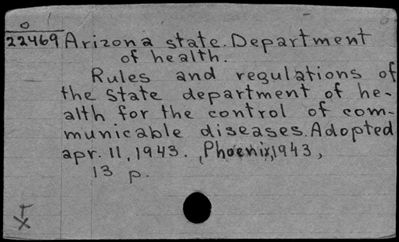 0
22469 Arizona state. Department
of health.
Rules and regulations of
the State department of he-
alth for the control of com-
municable diseases. Adopted
apr. 11, 1943. , Phoenix, 1943,
13 p.